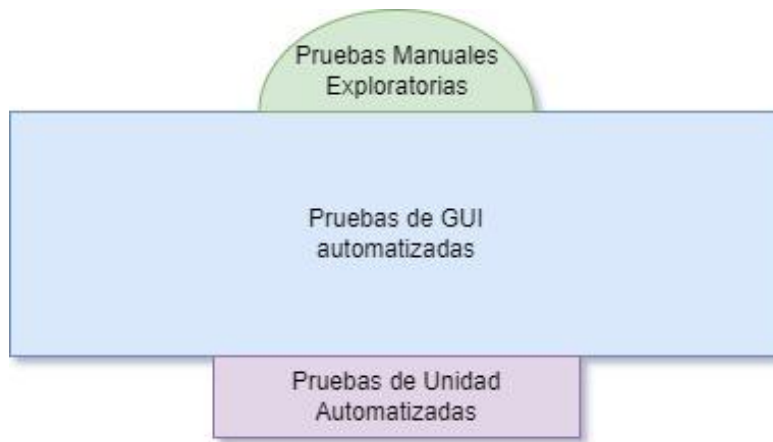 Pruebas Manuales
Exploratorias
Pruebas de GUI
automatizadas
Pruebas de Unidad
Automatizadas